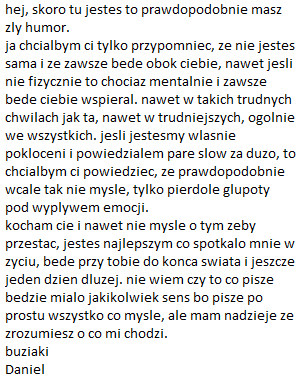 hej, skoro tu jestes to prawdopodobnie masz
zly humor.
ja chcialbym ci tylko przypomniec, ze nie jestes
sama i ze zawsze bede obok ciebie, nawet jesli
nie fizycznie to chociaz mentalnie i zawsze
bede ciebie wspieral. nawet w takich trudnych
chwilach jak ta, nawet w trudniejszych, ogolnie
we wszystkich. jesli jestesmy wlasnie
pokloceni i powiedzialem pare slow za duzo, to
chcialbym ci powiedziec, ze prawdopodobnie
wcale tak nie mysle, tylko pierdole glupoty
pod wyplywem emocji.
kocham cie i nawet nie mysle o tym zeby
przestac, jestes najlepszym co spotkalo mnie w
zyciu, bede przy tobie do konca swiata i jeszcze
jeden dzien dluzej. nie wiem czy to co pisze
bedzie mialo jakikolwiek sens bo pisze po
prostu wszystko co mysle, ale mam nadzieje ze
zrozumiesz o co mi chodzi.
buziaki
Daniel